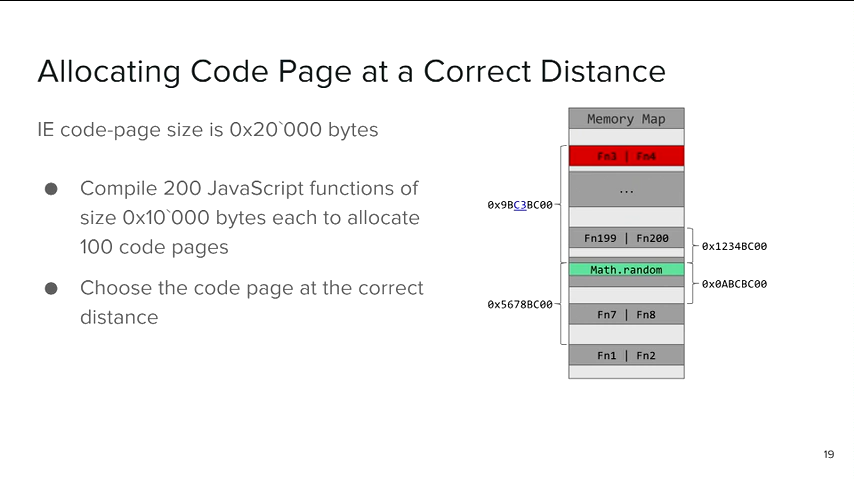 Allocating Code Page at a Correct Distance
IE code-page size is 0x20`000 bytes
● Compile 200 JavaScript functions of
size 0x10`000 bytes each to allocate
100 code pages
● Choose the code page at the correct
distance
Memory Map
Fn3 | Fn4
...
0x9BC3BC00
Fn199 | Fn200
0x1234BC00
Math.random
0x0ABCBC00
0x5678BC00
Fn7 | Fn8
Fn1 | Fn2
19